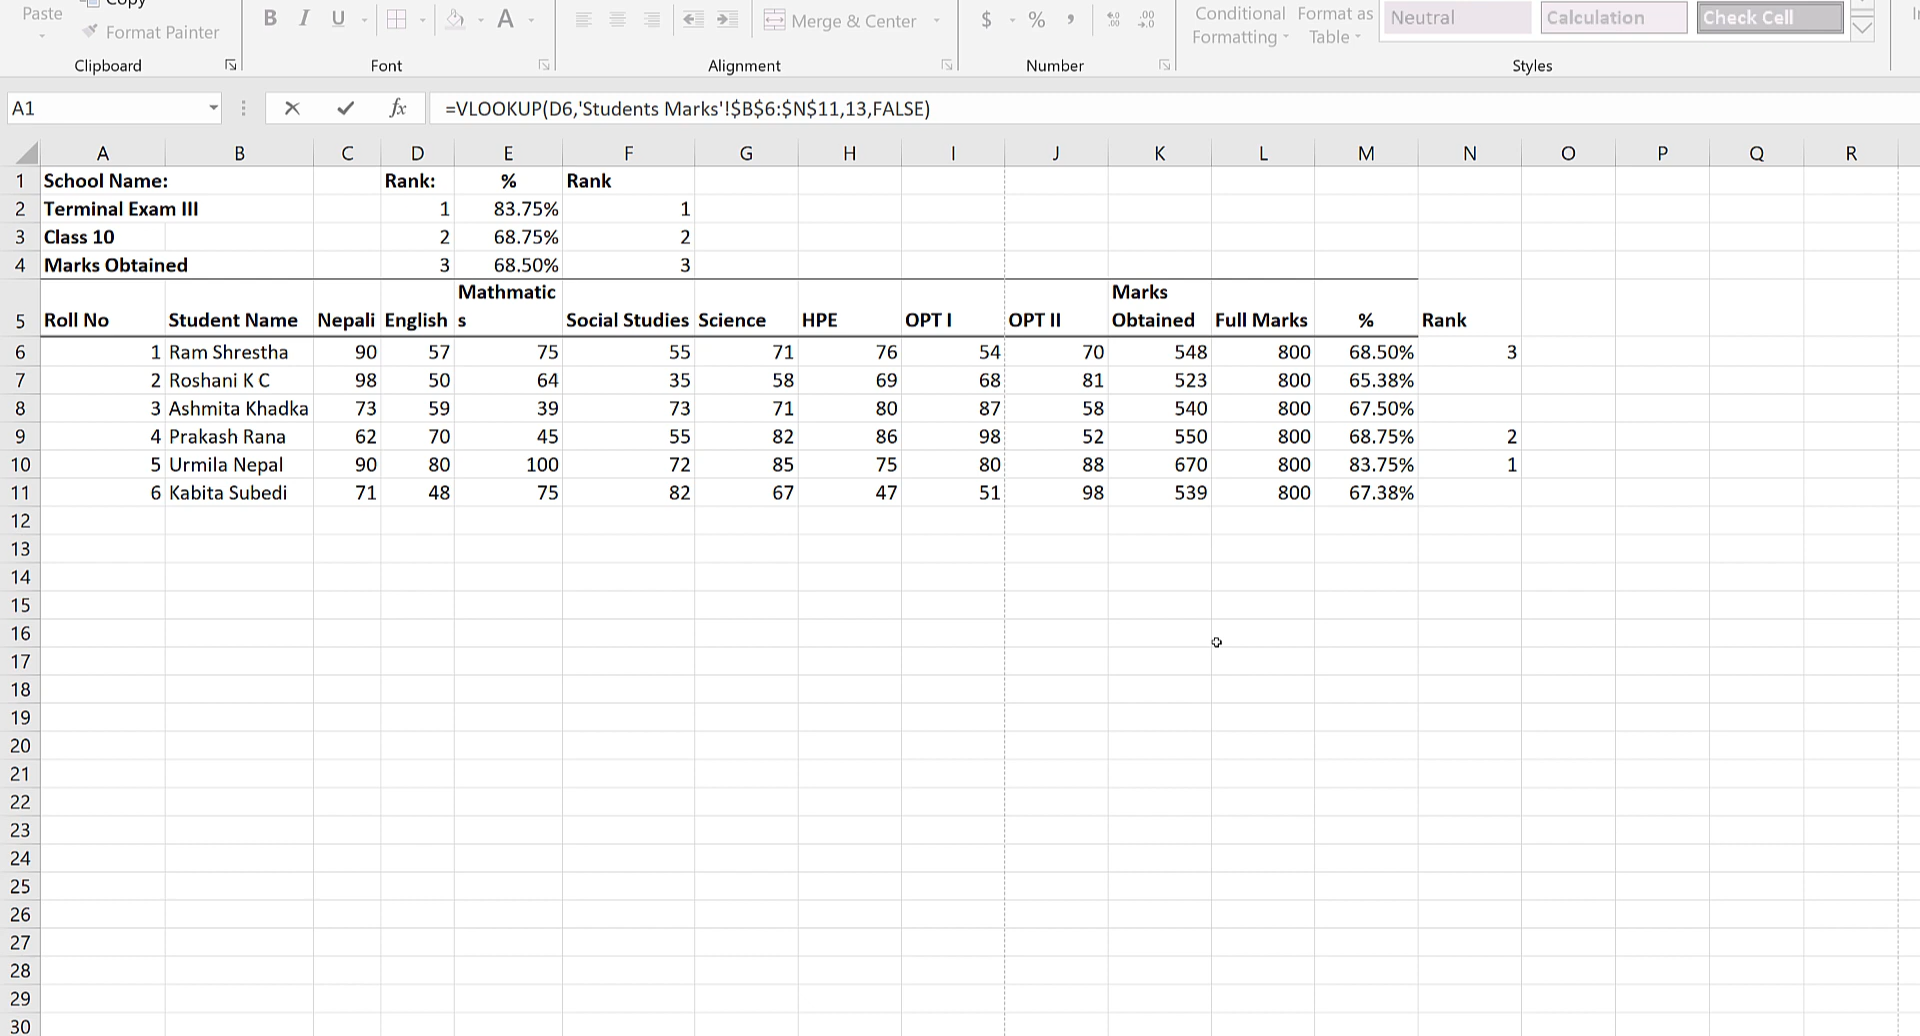 Paste Copy
Format Painter
Clipboard
B I U A
Font
Merge & Center
Alignment
$ % ,
Number
Conditional Formatting
Format as Table
Neutral Calculation Check Cell
Styles
A1 fx =VLOOKUP(D6,'Students Marks'!$B$6:$N$11,13,FALSE)
A B C D E F G H I J K L M N O P Q R
1 School Name: Rank: % Rank
2 Terminal Exam III 1 83.75% 1
3 Class 10 2 68.75% 2
4 Marks Obtained 3 68.50% 3
5 Roll No Student Name Nepali English Mathmatics Social Studies Science HPE OPT I OPT II Marks Obtained Full Marks % Rank
6 1 Ram Shrestha 90 57 75 55 71 76 54 70 548 800 68.50% 3
7 2 Roshani K C 98 50 64 35 58 69 68 81 523 800 65.38%
8 3 Ashmita Khadka 73 59 39 73 71 80 87 58 540 800 67.50%
9 4 Prakash Rana 62 70 45 55 82 86 98 52 550 800 68.75% 2
10 5 Urmila Nepal 90 80 100 72 85 75 80 88 670 800 83.75% 1
11 6 Kabita Subedi 71 48 75 82 67 47 51 98 539 800 67.38%
12
13
14
15
16
17
18
19
20
21
22
23
24
25
26
27
28
29
30